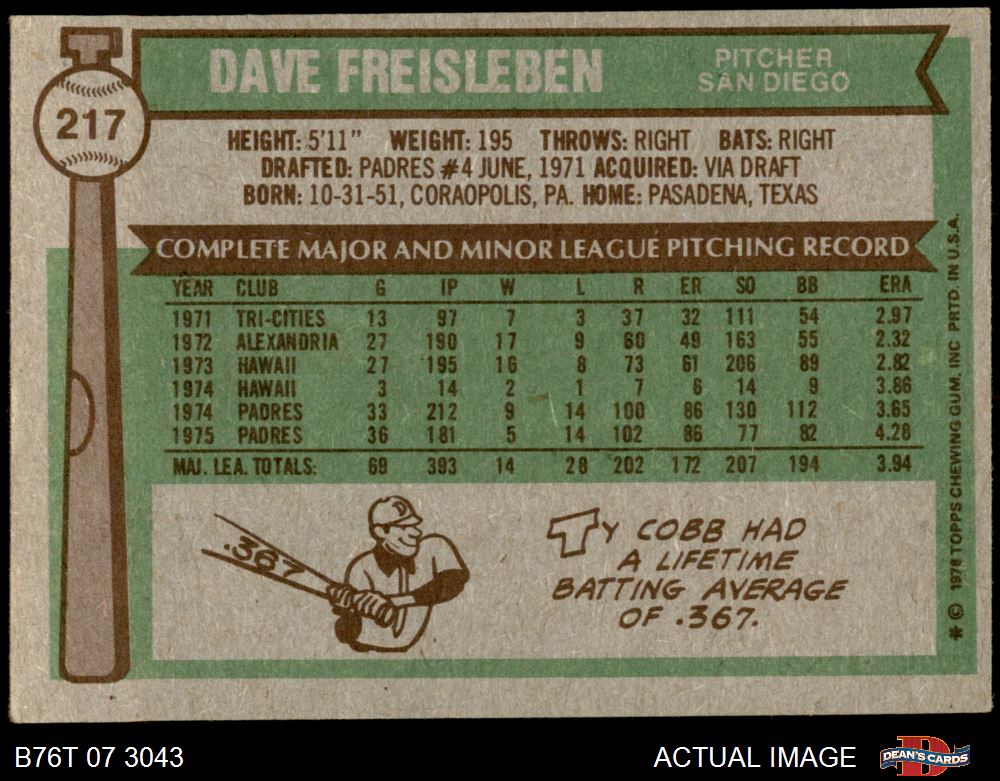 DAVE FREISLEBEN
PITCHER
SAN DIEGO
217
HEIGHT: 5'11" WEIGHT: 195 THROWS: RIGHT BATS: RIGHT
DRAFTED: PADRES #4 JUNE, 1971 ACQUIRED: VIA DRAFT
BORN: 10-31-51, CORAOPOLIS, PA. HOME: PASADENA, TEXAS
COMPLETE MAJOR AND MINOR LEAGUE PITCHING RECORD
YEAR CLUB G IP W L R ER SO BB ERA
1971 TRI-CITIES 13 97 7 3 37 32 111 54 2.97
1972 ALEXANDRIA 27 190 17 9 60 49 163 55 2.32
1973 HAWAII 27 195 16 8 73 61 206 89 2.82
1974 HAWAII 3 14 2 1 7 6 14 9 3.86
1974 PADRES 33 212 9 14 100 86 130 112 3.65
1975 PADRES 36 181 5 14 102 86 77 82 4.28
MAJ. LEA. TOTALS: 69 393 14 28 202 172 207 194 3.94
.367
TY COBB HAD
A LIFETIME
BATTING AVERAGE
OF .367.
* © 1976 TOPPS CHEWING GUM, INC PRTD. IN U.S.A.
B76T 07 3043
ACTUAL IMAGE
DEAN'S CARDS